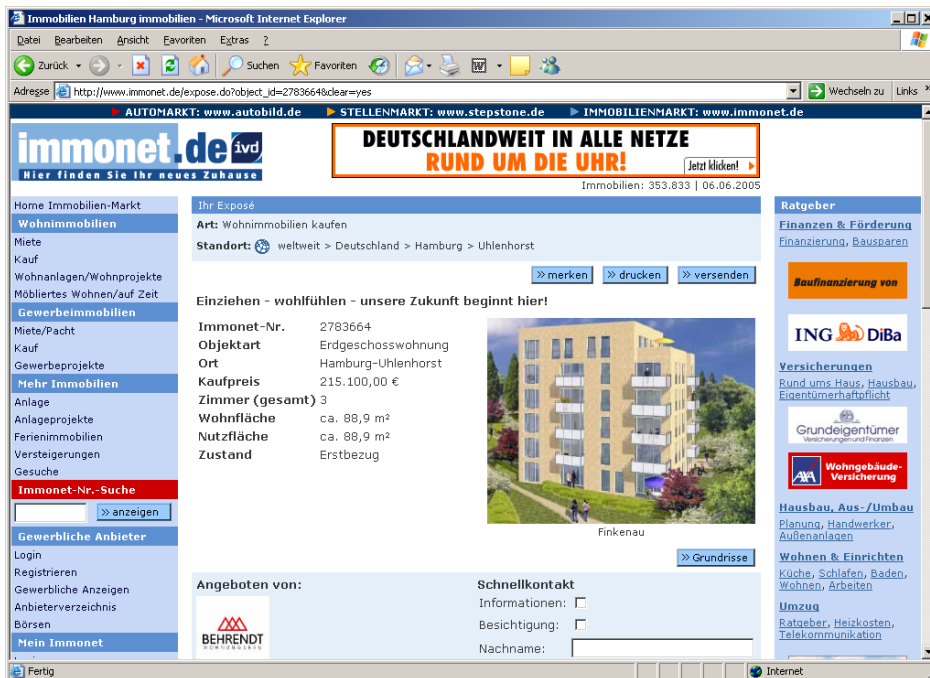 Immobilien Hamburg immobilien - Microsoft Internet Explorer
Datei Bearbeiten Ansicht Favoriten Extras ?
Zurück Suchen Favoriten
Adresse http://www.immonet.de/expose.do?object_id=2783664&clear=yes Wechseln zu Links »
AUTOMARKT: www.autobild.de STELLENMARKT: www.stepstone.de IMMOBILIENMARKT: www.immonet.de
immonet.de ivd
Hier finden Sie Ihr neues Zuhause
DEUTSCHLANDWEIT IN ALLE NETZE
RUND UM DIE UHR!
Jetzt klicken!
Immobilien: 353.833 | 06.06.2005
Home Immobilien-Markt
Wohnimmobilien
Miete
Kauf
Wohnanlagen/Wohnprojekte
Möbliertes Wohnen/auf Zeit
Gewerbeimmobilien
Miete/Pacht
Kauf
Gewerbeprojekte
Mehr Immobilien
Anlage
Anlageprojekte
Ferienimmobilien
Versteigerungen
Gesuche
Immonet-Nr.-Suche
» anzeigen
Gewerbliche Anbieter
Login
Registrieren
Gewerbliche Anzeigen
Anbieterverzeichnis
Börsen
Mein Immonet
Ihr Exposé
Art: Wohnimmobilien kaufen
Standort: weltweit > Deutschland > Hamburg > Uhlenhorst
» merken » drucken » versenden
Einziehen - wohlfühlen - unsere Zukunft beginnt hier!
Immonet-Nr. 2783664
Objektart Erdgeschosswohnung
Ort Hamburg-Uhlenhorst
Kaufpreis 215.100,00 €
Zimmer (gesamt) 3
Wohnfläche ca. 88,9 m²
Nutzfläche ca. 88,9 m²
Zustand Erstbezug
Finkenau
» Grundrisse
Angeboten von:
BEHRENDT
WOHNUNGSBAU
Schnellkontakt
Informationen:
Besichtigung:
Nachname:
Ratgeber
Finanzen & Förderung
Finanzierung, Bausparen
Baufinanzierung von
ING DiBa
Versicherungen
Rund ums Haus, Hausbau,
Eigentümerhaftpflicht
Grundeigentümer
Versicherungen und Finanzen
AXA Wohngebäude-
Versicherung
Hausbau, Aus-/Umbau
Planung, Handwerker,
Außenanlagen
Wohnen & Einrichten
Küche, Schlafen, Baden,
Wohnen, Arbeiten
Umzug
Ratgeber, Heizkosten,
Telekommunikation
Fertig Internet